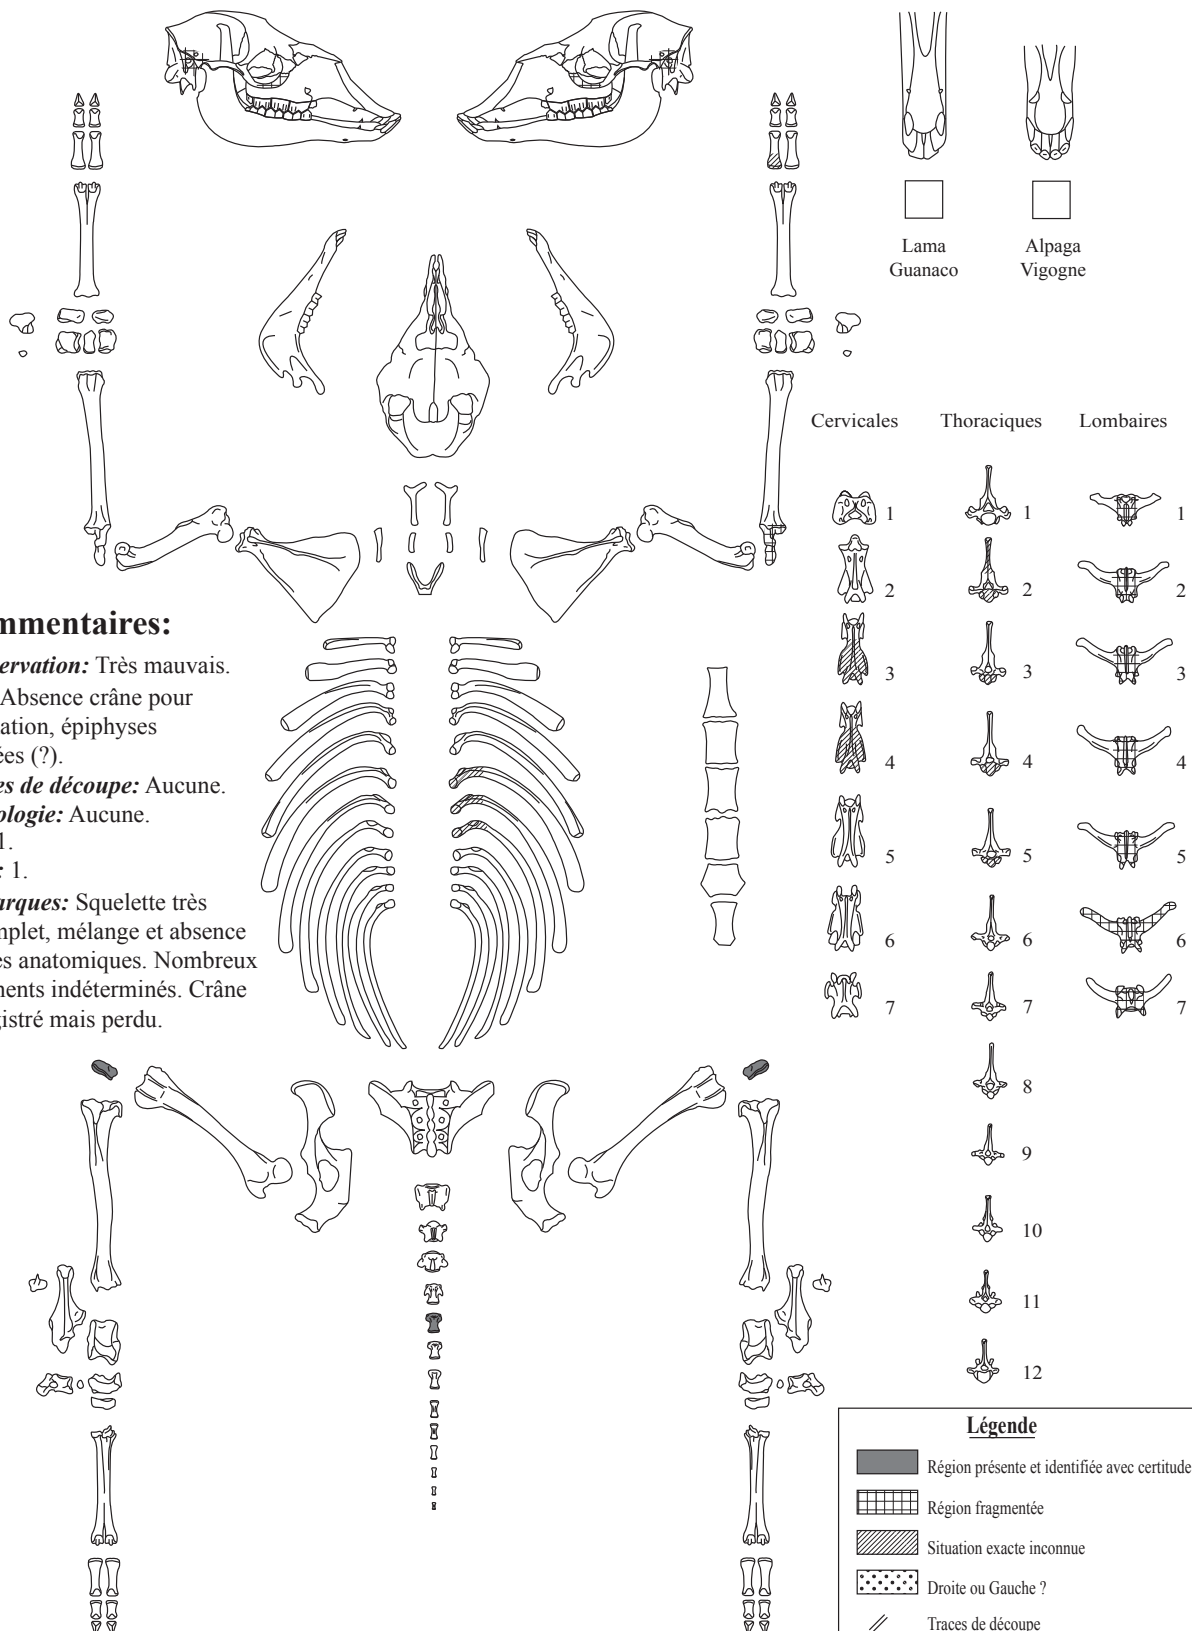 Lama
Guanaco
Alpaga
Vigogne
Cervicales
Thoraciques
Lombaires
1
1
1
2
2
2
3
3
3
4
4
4
5
5
5
6
6
6
7
7
7
8
9
10
11
12
mmentaires:
servation: Très mauvais.
Absence crâne pour
ation, épiphyses
ées (?).
es de découpe: Aucune.
ologie: Aucune.
1.
: 1.
arques: Squelette très
mplet, mélange et absence
es anatomiques. Nombreux
ments indéterminés. Crâne
gistré mais perdu.
Légende
Région présente et identifiée avec certitude
Région fragmentée
Situation exacte inconnue
Droite ou Gauche ?
Traces de découpe